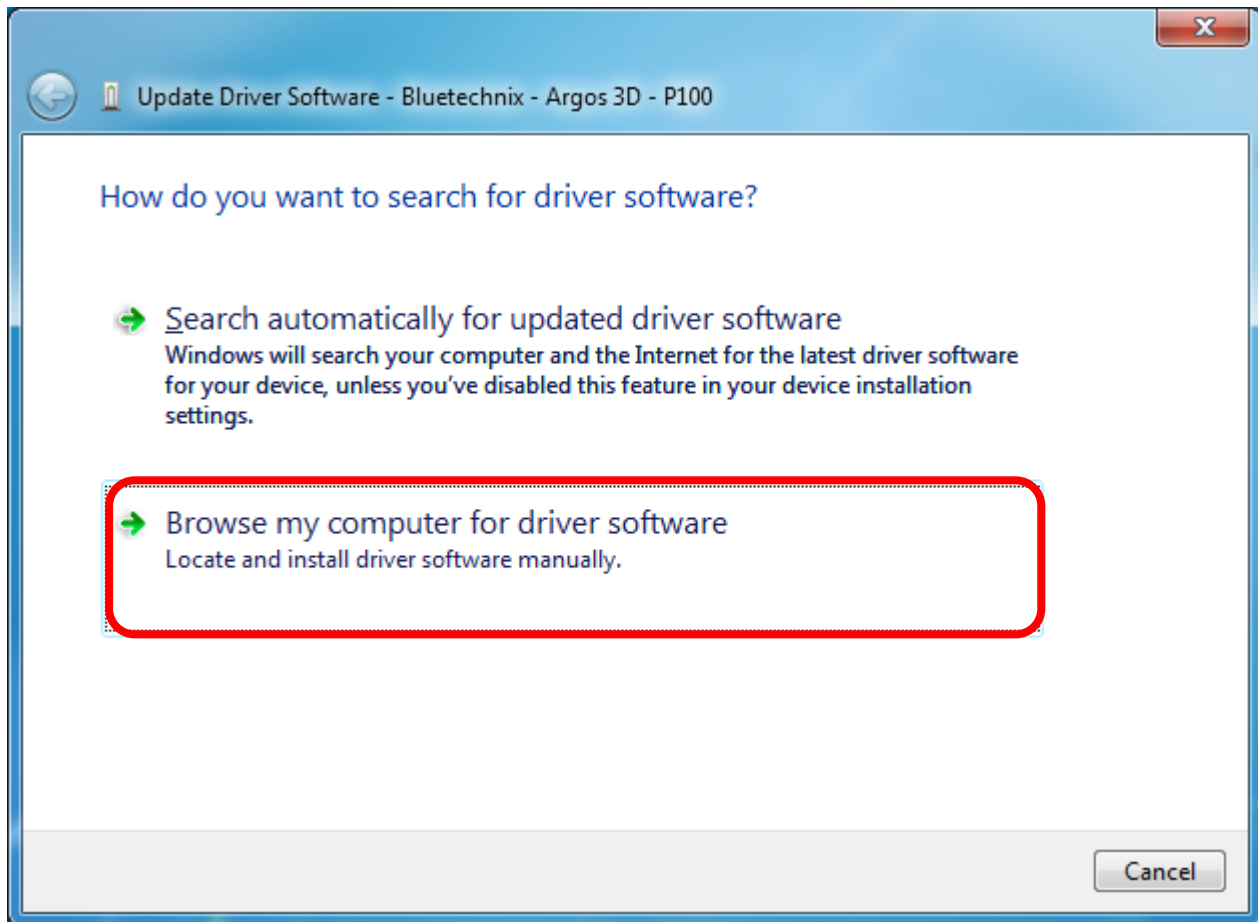 Update Driver Software - Bluetechnix - Argos 3D - P100
How do you want to search for driver software?
Search automatically for updated driver software
Windows will search your computer and the Internet for the latest driver software
for your device, unless you've disabled this feature in your device installation
settings.
Browse my computer for driver software
Locate and install driver software manually.
Cancel